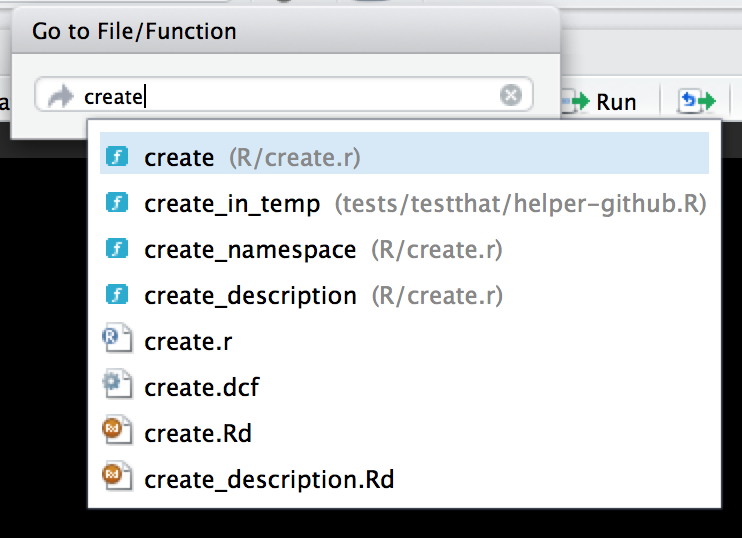 Go to File/Function
create
Run
create (R/create.r)
create_in_temp (tests/testthat/helper-github.R)
create_namespace (R/create.r)
create_description (R/create.r)
create.r
create.dcf
create.Rd
create_description.Rd